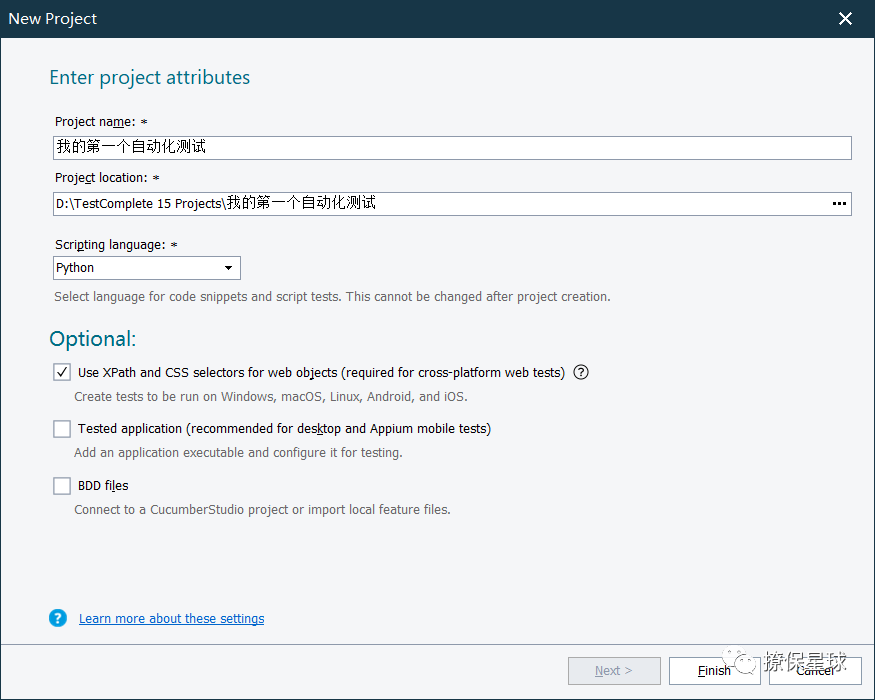 New Project
Enter project attributes
Project name: *
我的第一个自动化测试
Project location: *
D:\TestComplete 15 Projects\我的第一个自动化测试
Scripting language: *
Python
Select language for code snippets and script tests. This cannot be changed after project creation.
Optional:
Use XPath and CSS selectors for web objects (required for cross-platform web tests) ?
Create tests to be run on Windows, macOS, Linux, Android, and iOS.
Tested application (recommended for desktop and Appium mobile tests)
Add an application executable and configure it for testing.
BDD files
Connect to a CucumberStudio project or import local feature files.
? Learn more about these settings
Next > Finish Cancel
撩保星球